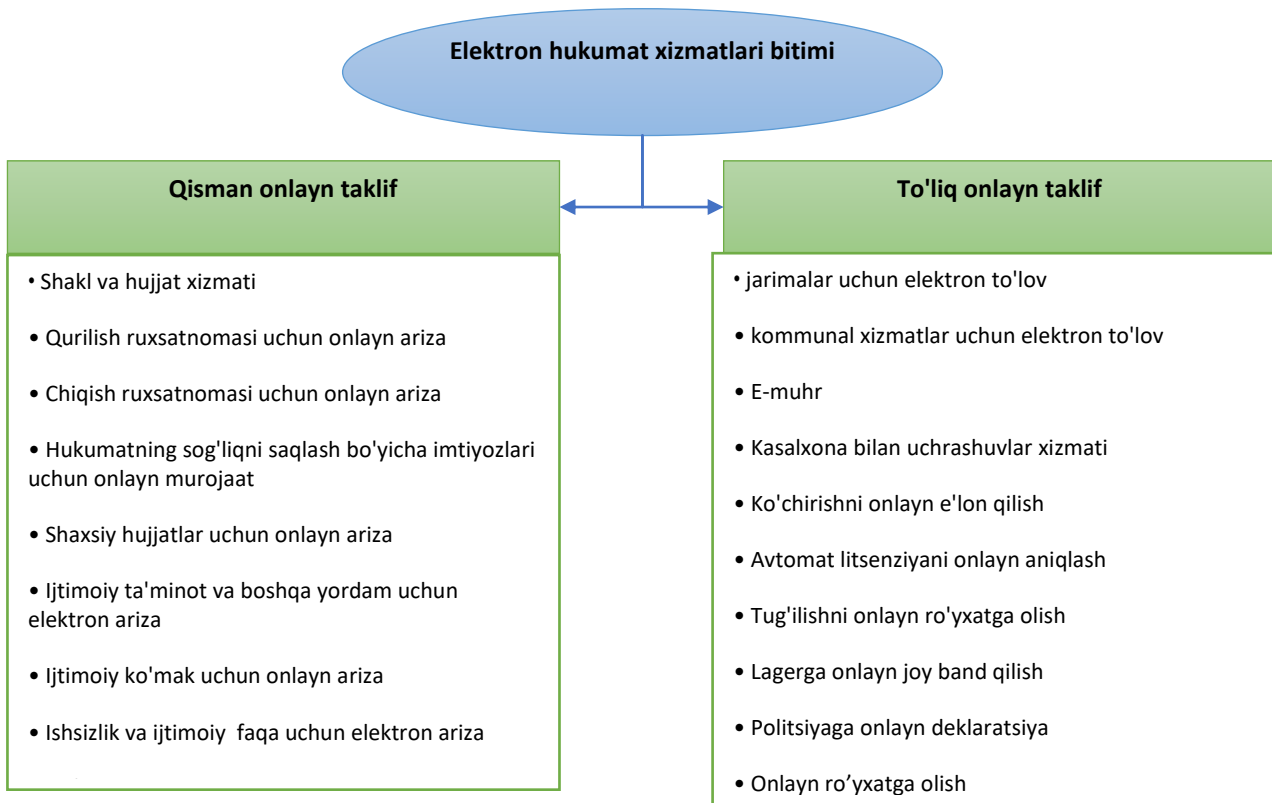 Elektron hukumat xizmatlari bitimi
Qisman onlayn taklif
• Shakl va hujjat xizmati
• Qurilish ruxsatnomasi uchun onlayn ariza
• Chiqish ruxsatnomasi uchun onlayn ariza
• Hukumatning sog'liqni saqlash bo'yicha imtiyozlari
uchun onlayn murojaat
• Shaxsiy hujjatlar uchun onlayn ariza
• Ijtimoiy ta'minot va boshqa yordam uchun
elektron ariza
• Ijtimoiy ko'mak uchun onlayn ariza
• Ishsizlik va ijtimoiy faqa uchun elektron ariza
To'liq onlayn taklif
• jarimalar uchun elektron to'lov
• kommunal xizmatlar uchun elektron to'lov
• E-muhr
• Kasalxona bilan uchrashuvlar xizmati
• Ko'chirishni onlayn e'lon qilish
• Avtomat litsenziyani onlayn aniqlash
• Tug'ilishni onlayn ro'yxatga olish
• Lagerga onlayn joy band qilish
• Politsiyaga onlayn deklaratsiya
• Onlayn ro’yxatga olish